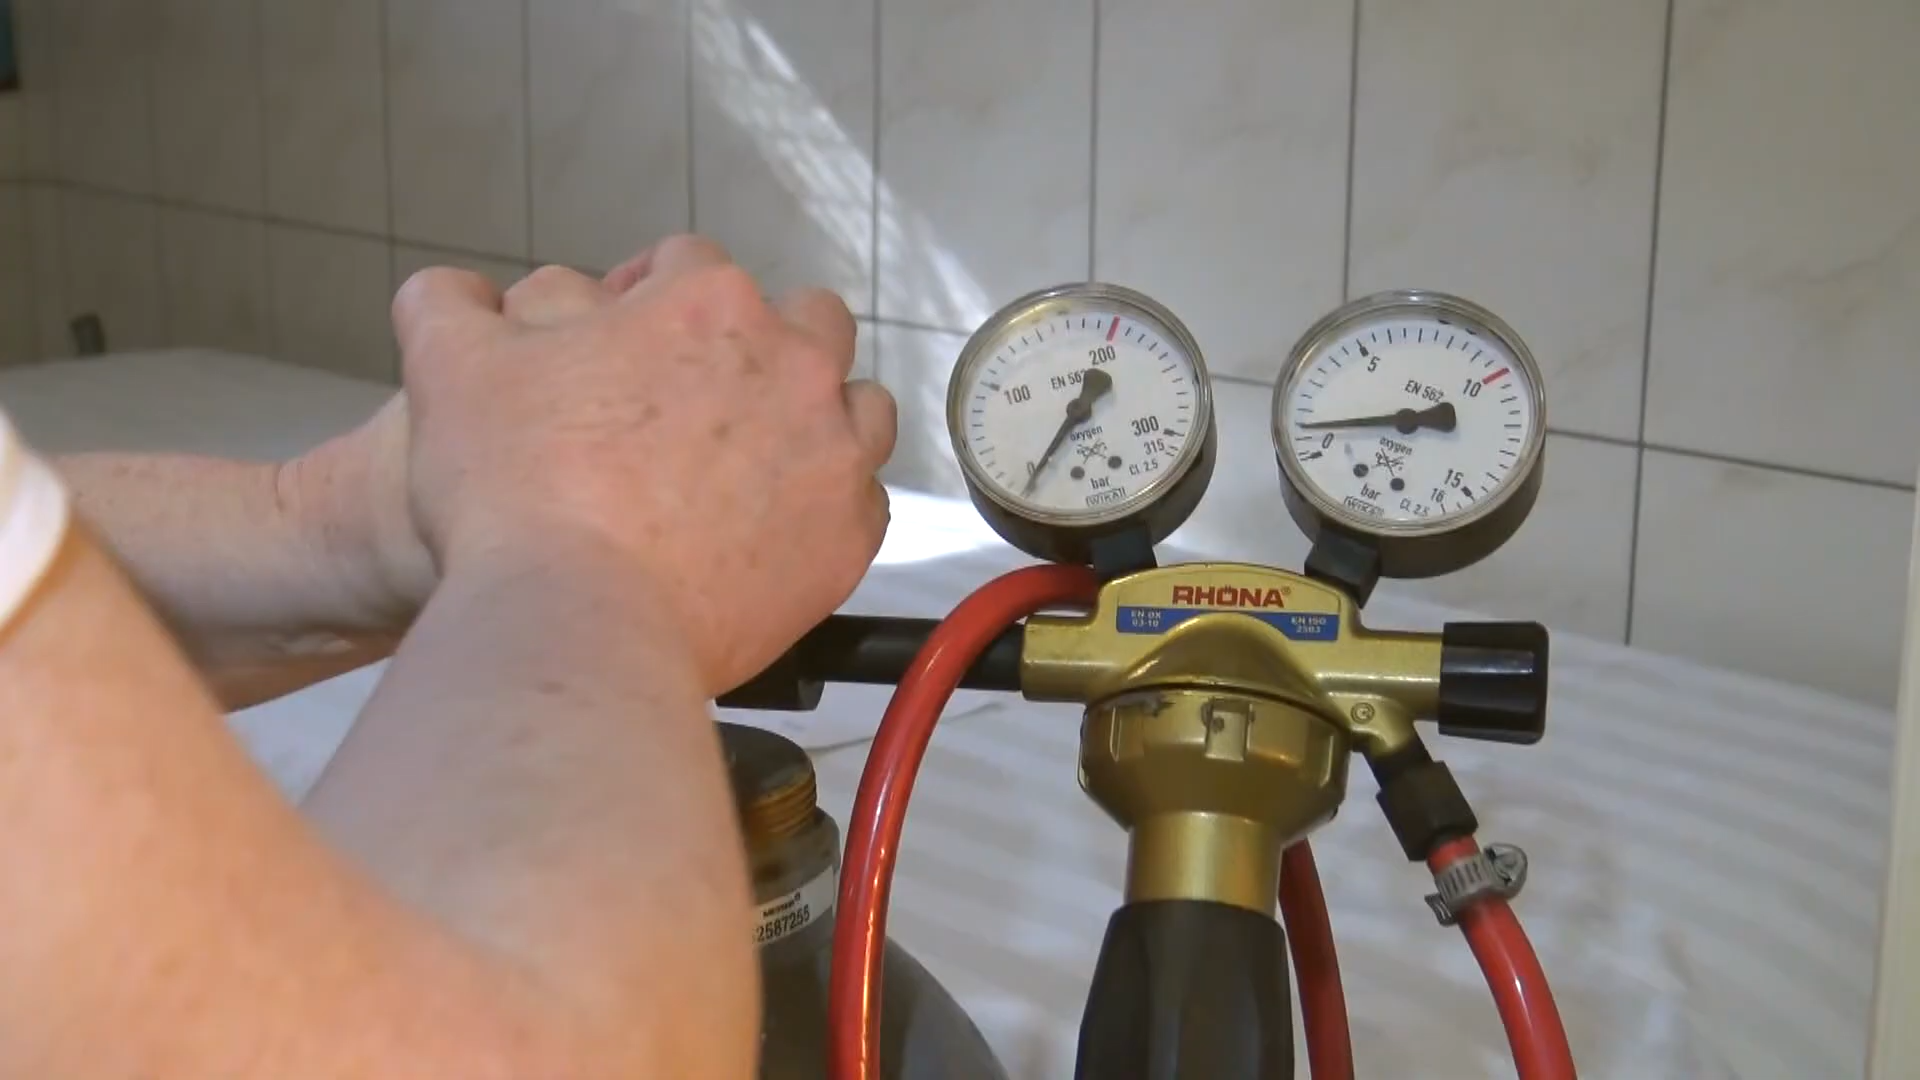 200
100
EN 562
300
oxygen
315
0
Cl. 2.5
bar
WIKA
5
10
EN 562
0
oxygen
15
bar
16
Cl. 2.5
RHÖNA®
EN ISO
2503
2587255